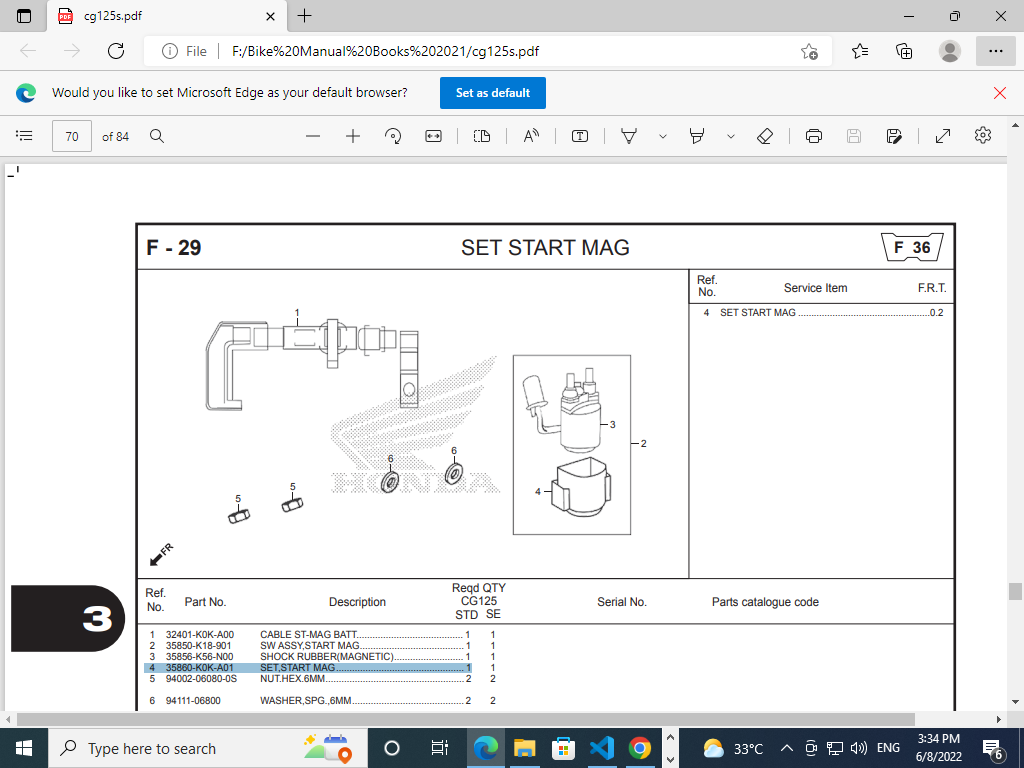 cg125s.pdf
File F:/Bike%20Manual%20Books%202021/cg125s.pdf
Would you like to set Microsoft Edge as your default browser? Set as default
70 of 84
F - 29 SET START MAG F 36
Ref. No. Service Item F.R.T.
4 SET START MAG ..........0.2
1
3
2
4
6
6
5
5
HONDA
FR
3
Ref. No. Part No. Description Reqd QTY CG125 STD SE Serial No. Parts catalogue code
1 32401-K0K-A00 CABLE ST-MAG BATT.......... 1 1
2 35850-K18-901 SW ASSY,START MAG.......... 1 1
3 35856-K56-N00 SHOCK RUBBER(MAGNETIC).......... 1 1
4 35860-K0K-A01 SET,START MAG.......... 1 1
5 94002-06080-0S NUT.HEX.6MM.......... 2 2
6 94111-06800 WASHER,SPG.,6MM.......... 2 2
Type here to search
33°C ENG 3:34 PM
6/8/2022
6